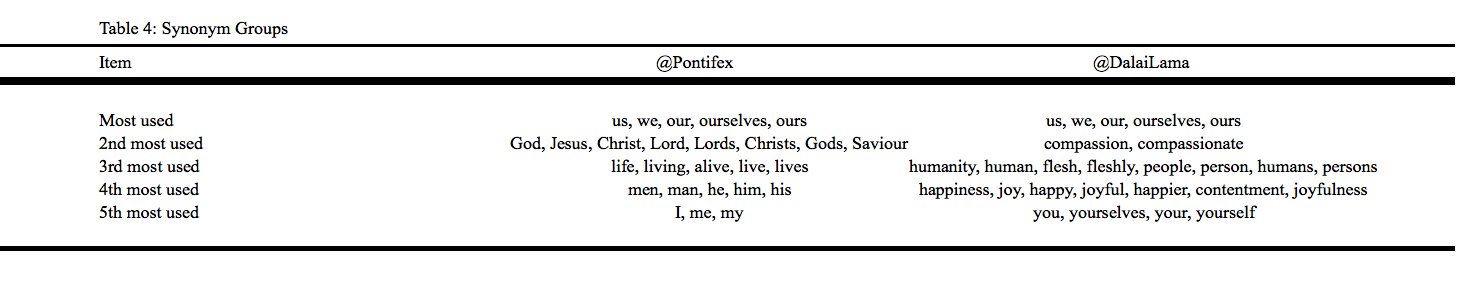 Table 4: Synonym Groups
Item @Pontifex @DalaiLama
Most used us, we, our, ourselves, ours us, we, our, ourselves, ours
2nd most used God, Jesus, Christ, Lord, Lords, Christs, Gods, Saviour compassion, compassionate
3rd most used life, living, alive, live, lives humanity, human, flesh, fleshly, people, person, humans, persons
4th most used men, man, he, him, his happiness, joy, happy, joyful, happier, contentment, joyfulness
5th most used I, me, my you, yourselves, your, yourself